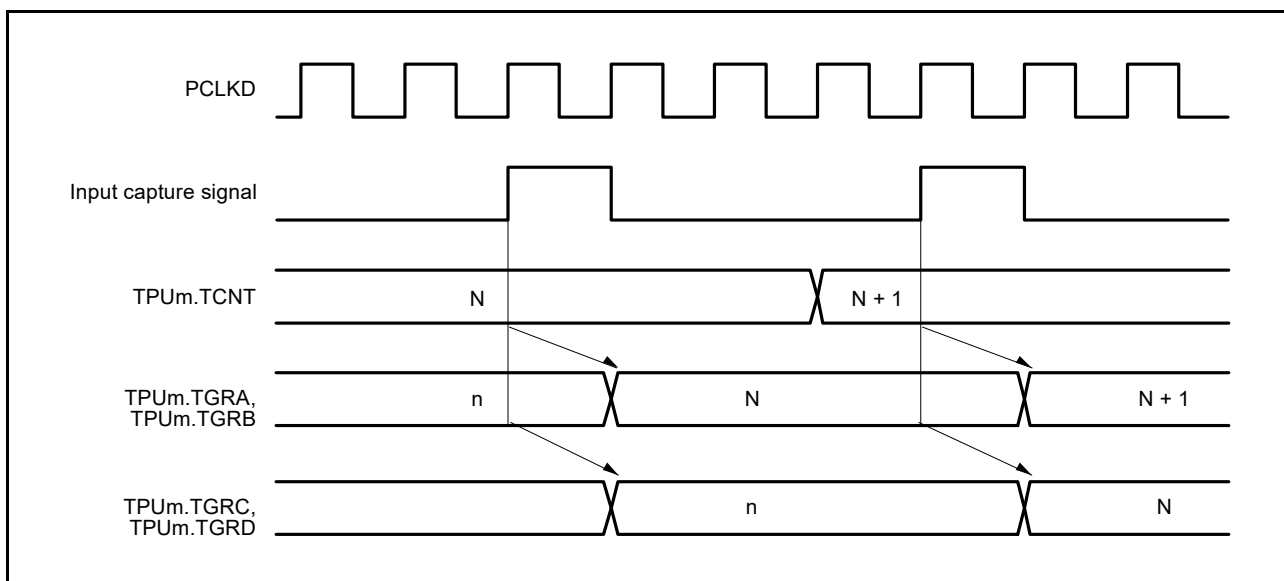 PCLKD
Input capture signal
TPUm.TCNT
N
N + 1
TPUm.TGRA,
TPUm.TGRB
n
N
N + 1
TPUm.TGRC,
TPUm.TGRD
n
N